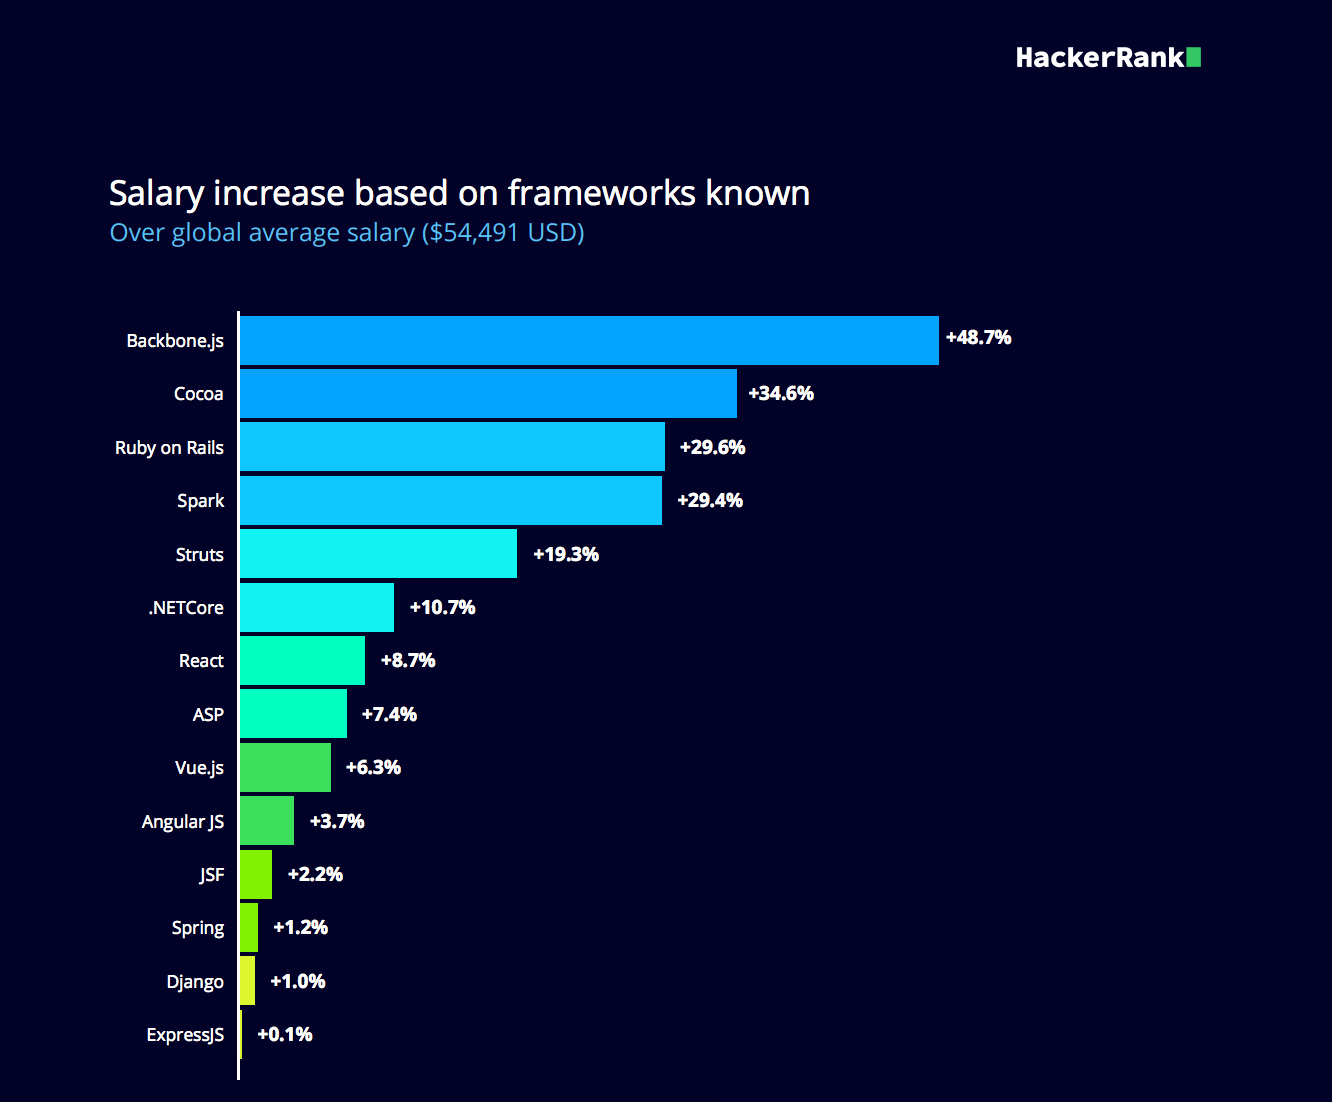 HackerRank
Salary increase based on frameworks known
Over global average salary ($54,491 USD)
Backbone.js +48.7%
Cocoa +34.6%
Ruby on Rails +29.6%
Spark +29.4%
Struts +19.3%
.NETCore +10.7%
React +8.7%
ASP +7.4%
Vue.js +6.3%
Angular JS +3.7%
JSF +2.2%
Spring +1.2%
Django +1.0%
ExpressJS +0.1%